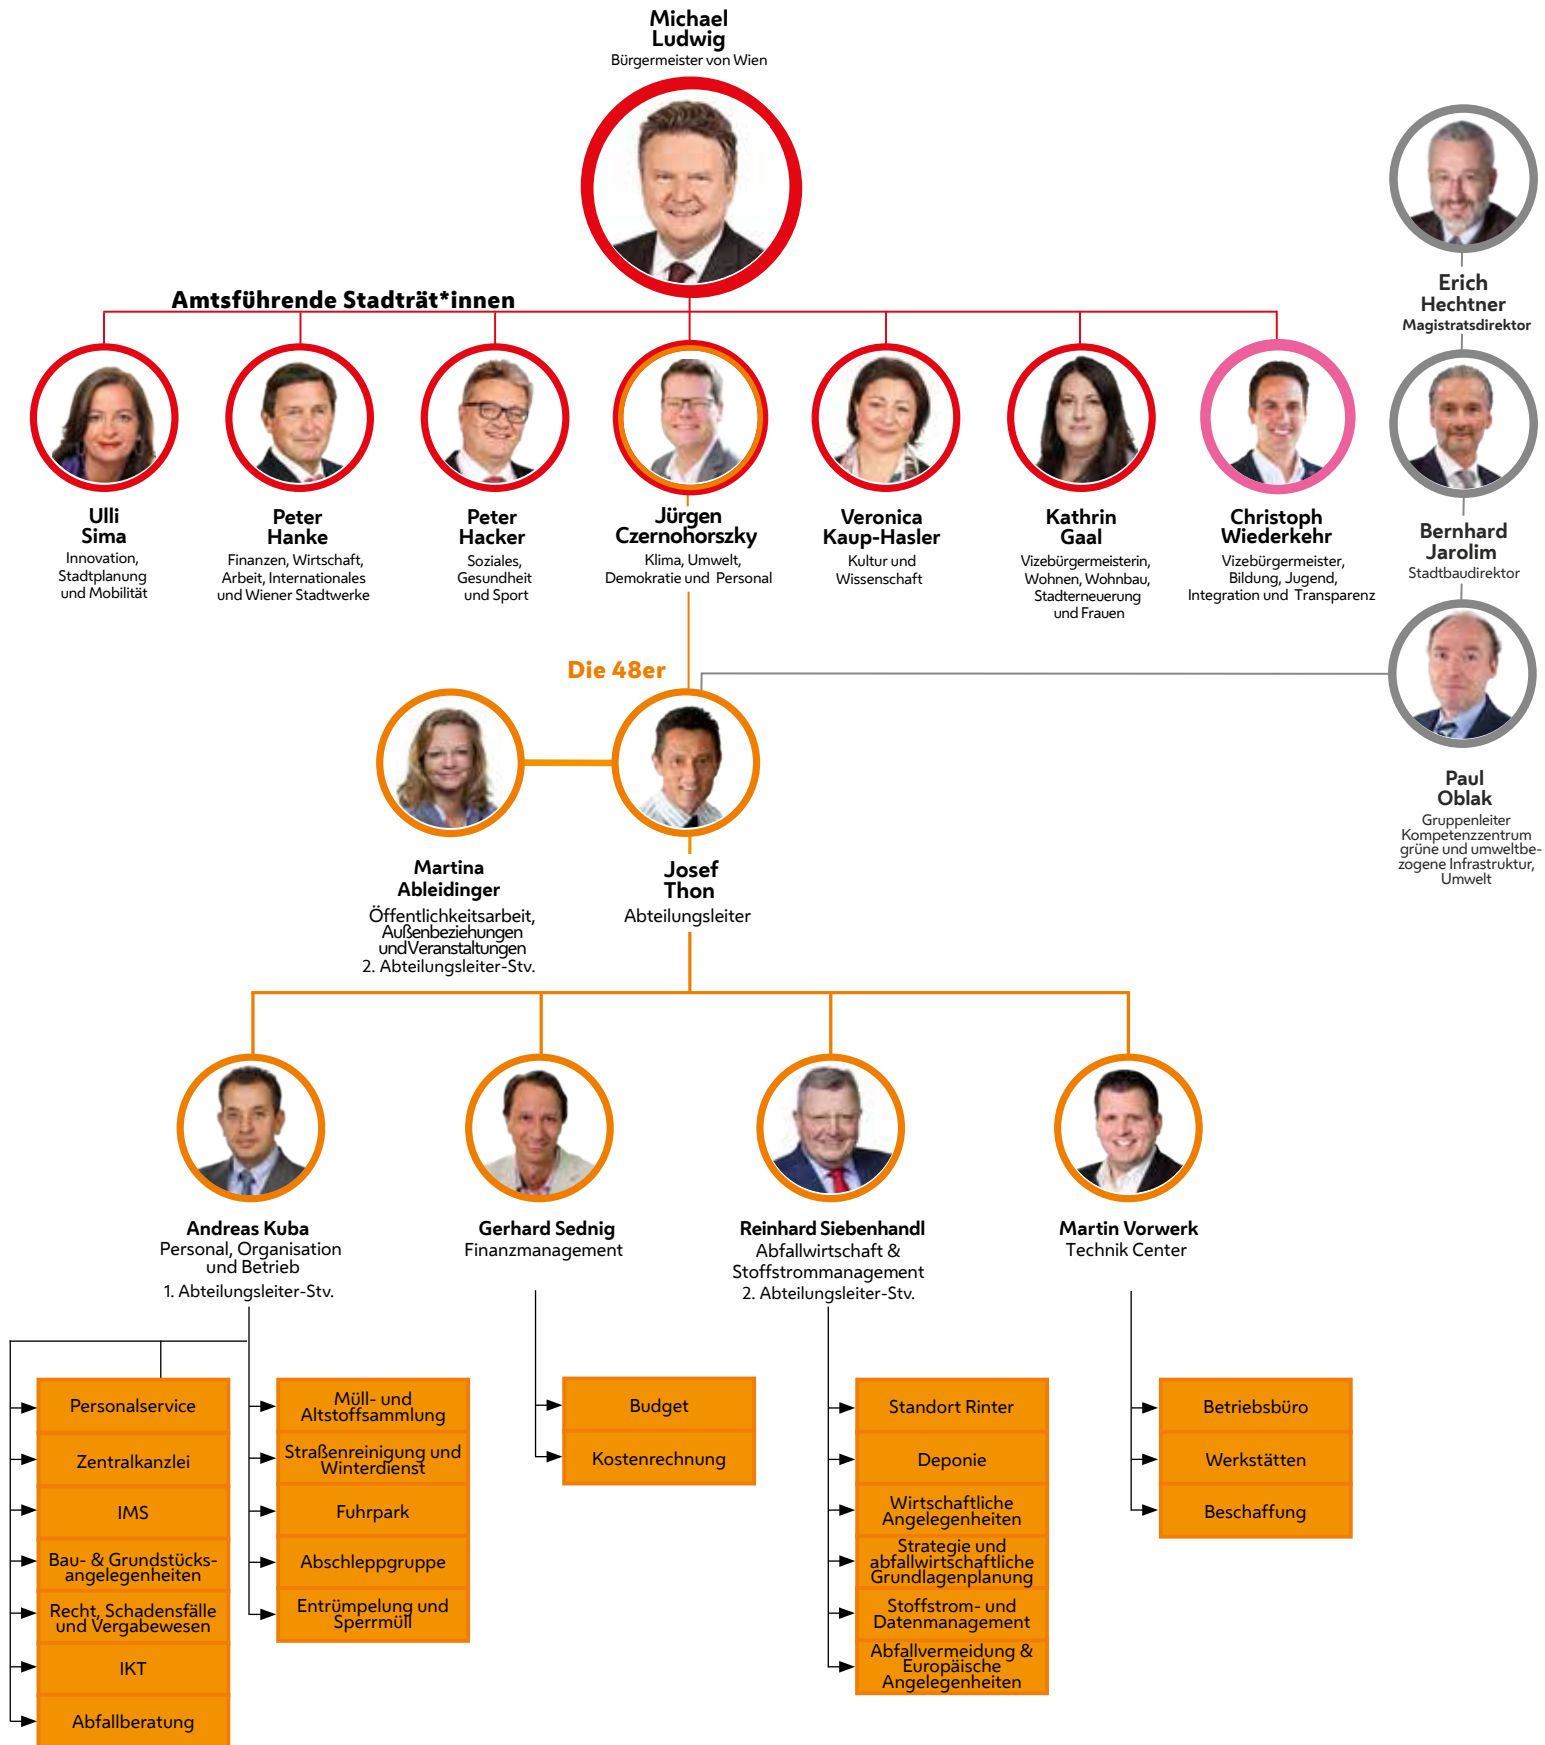 Michael
Ludwig
Bürgermeister von Wien
Erich
Hechtner
Magistratsdirektor
Amtsführende Stadträt*innen
Ulli
Sima
Innovation,
Stadtplanung
und Mobilität
Peter
Hanke
Finanzen, Wirtschaft,
Arbeit, Internationales
und Wiener Stadtwerke
Peter
Hacker
Soziales,
Gesundheit
und Sport
Jürgen
Czernohorszky
Klima, Umwelt,
Demokratie und Personal
Veronica
Kaup-Hasler
Kultur und
Wissenschaft
Kathrin
Gaal
Vizebürgermeisterin,
Wohnen, Wohnbau,
Stadterneuerung
und Frauen
Christoph
Wiederkehr
Vizebürgermeister,
Bildung, Jugend,
Integration und Transparenz
Bernhard
Jarolim
Stadtbaudirektor
Die 48er
Paul
Oblak
Gruppenleiter
Kompetenzzentrum
grüne und umweltbe-
zogene Infrastruktur,
Umwelt
Martina
Ableidinger
Öffentlichkeitsarbeit,
Außenbeziehungen
undVeranstaltungen
2. Abteilungsleiter-Stv.
Josef
Thon
Abteilungsleiter
Andreas Kuba
Personal, Organisation
und Betrieb
1. Abteilungsleiter-Stv.
Gerhard Sednig
Finanzmanagement
Reinhard Siebenhandl
Abfallwirtschaft &
Stoffstrommanagement
2. Abteilungsleiter-Stv.
Martin Vorwerk
Technik Center
Personalservice
Zentralkanzlei
IMS
Bau- & Grundstücks-
angelegenheiten
Recht, Schadensfälle
und Vergabewesen
IKT
Abfallberatung
Müll- und
Altstoffsammlung
Straßenreinigung und
Winterdienst
Fuhrpark
Abschleppgruppe
Entrümpelung und
Sperrmüll
Budget
Kostenrechnung
Standort Rinter
Deponie
Wirtschaftliche
Angelegenheiten
Strategie und
abfallwirtschaftliche
Grundlagenplanung
Stoffstrom- und
Datenmanagement
Abfallvermeidung &
Europäische
Angelegenheiten
Betriebsbüro
Werkstätten
Beschaffung